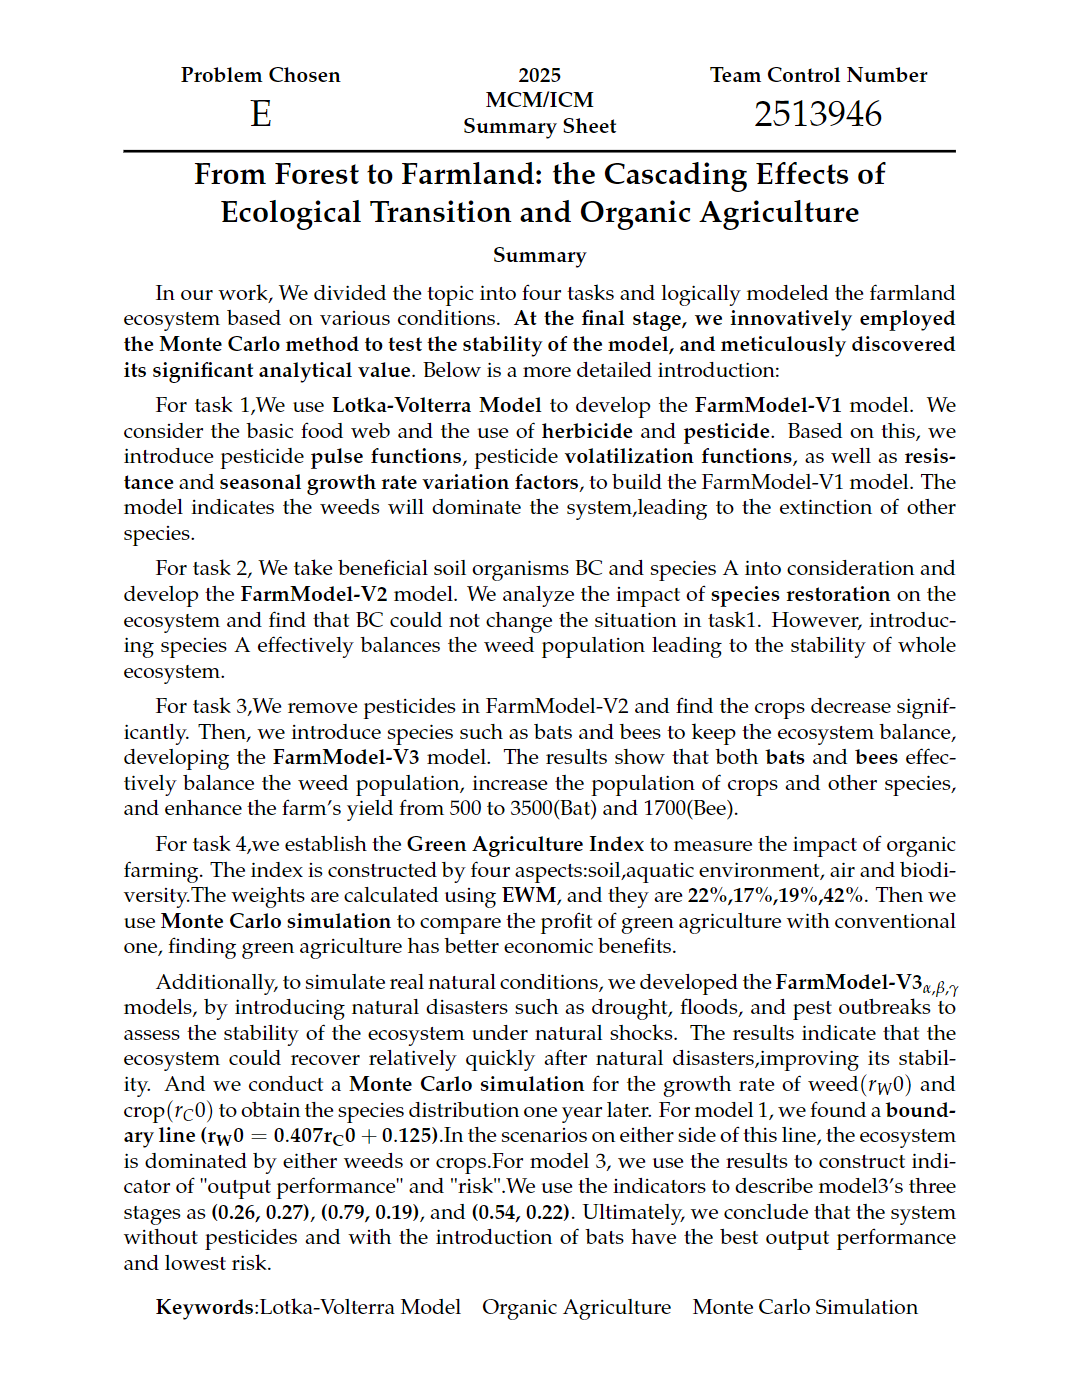 Problem Chosen
E
2025
MCM/ICM
Summary Sheet
Team Control Number
2513946
From Forest to Farmland: the Cascading Effects of
Ecological Transition and Organic Agriculture
Summary
In our work, We divided the topic into four tasks and logically modeled the farmland
ecosystem based on various conditions. At the final stage, we innovatively employed
the Monte Carlo method to test the stability of the model, and meticulously discovered
its significant analytical value. Below is a more detailed introduction:
For task 1,We use Lotka-Volterra Model to develop the FarmModel-V1 model. We
consider the basic food web and the use of herbicide and pesticide. Based on this, we
introduce pesticide pulse functions, pesticide volatilization functions, as well as resis-
tance and seasonal growth rate variation factors, to build the FarmModel-V1 model. The
model indicates the weeds will dominate the system,leading to the extinction of other
species.
For task 2, We take beneficial soil organisms BC and species A into consideration and
develop the FarmModel-V2 model. We analyze the impact of species restoration on the
ecosystem and find that BC could not change the situation in task1. However, introduc-
ing species A effectively balances the weed population leading to the stability of whole
ecosystem.
For task 3,We remove pesticides in FarmModel-V2 and find the crops decrease signif-
icantly. Then, we introduce species such as bats and bees to keep the ecosystem balance,
developing the FarmModel-V3 model. The results show that both bats and bees effec-
tively balance the weed population, increase the population of crops and other species,
and enhance the farm's yield from 500 to 3500(Bat) and 1700(Bee).
For task 4,we establish the Green Agriculture Index to measure the impact of organic
farming. The index is constructed by four aspects:soil,aquatic environment, air and biodi-
versity.The weights are calculated using EWM, and they are 22%,17%,19%,42%. Then we
use Monte Carlo simulation to compare the profit of green agriculture with conventional
one, finding green agriculture has better economic benefits.
Additionally, to simulate real natural conditions, we developed the FarmModel-V3α,β,γ
models, by introducing natural disasters such as drought, floods, and pest outbreaks to
assess the stability of the ecosystem under natural shocks. The results indicate that the
ecosystem could recover relatively quickly after natural disasters,improving its stabil-
ity. And we conduct a Monte Carlo simulation for the growth rate of weed(rW0) and
crop(rC0) to obtain the species distribution one year later. For model 1, we found a bound-
ary line (rW0 = 0.407rC0 + 0.125).In the scenarios on either side of this line, the ecosystem
is dominated by either weeds or crops.For model 3, we use the results to construct indi-
cator of "output performance" and "risk".We use the indicators to describe model3's three
stages as (0.26, 0.27), (0.79, 0.19), and (0.54, 0.22). Ultimately, we conclude that the system
without pesticides and with the introduction of bats have the best output performance
and lowest risk.
Keywords:Lotka-Volterra Model Organic Agriculture Monte Carlo Simulation